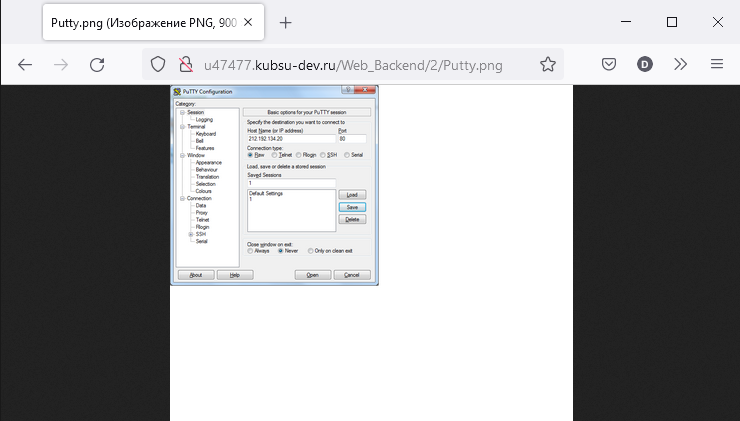 Putty.png (Изображение PNG, 900
u47477.kubsu-dev.ru/Web_Backend/2/Putty.png
D
PuTTY Configuration
Category:
Session
Logging
Terminal
Keyboard
Bell
Features
Window
Appearance
Behaviour
Translation
Selection
Colours
Connection
Data
Proxy
Telnet
Rlogin
SSH
Serial
Basic options for your PuTTY session
Specify the destination you want to connect to
Host Name (or IP address) Port
212.192.134.20 80
Connection type:
Raw Telnet Rlogin SSH Serial
Load, save or delete a stored session
Saved Sessions
1
Default Settings
1
Load
Save
Delete
Close window on exit:
Always Never Only on clean exit
About Help Open Cancel